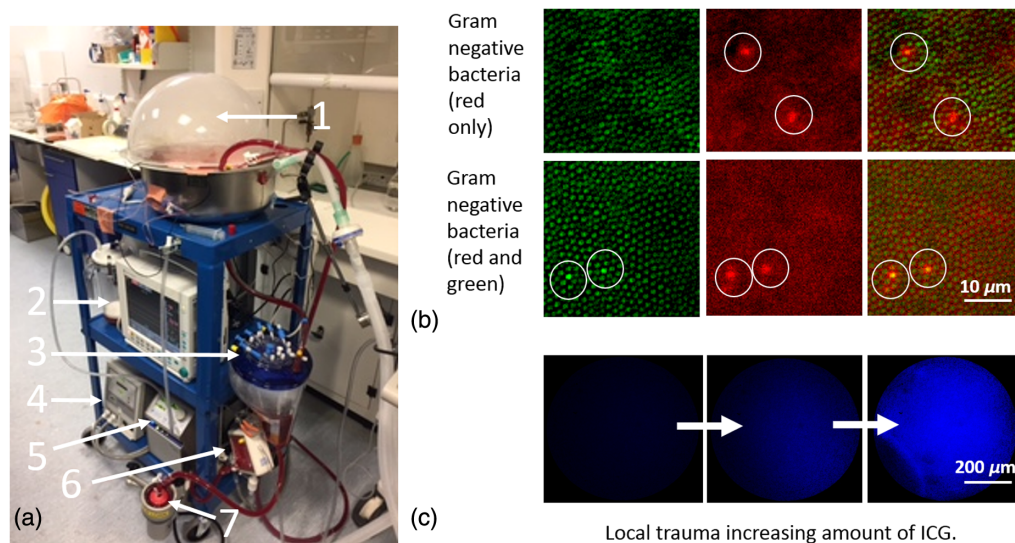 Gram
negative
bacteria
(red
only)
Gram
negative
bacteria
(red and
green)
10 µm
(b)
1
2
3
4
5
6
7
(a)
(c)
200 µm
Local trauma increasing amount of ICG.